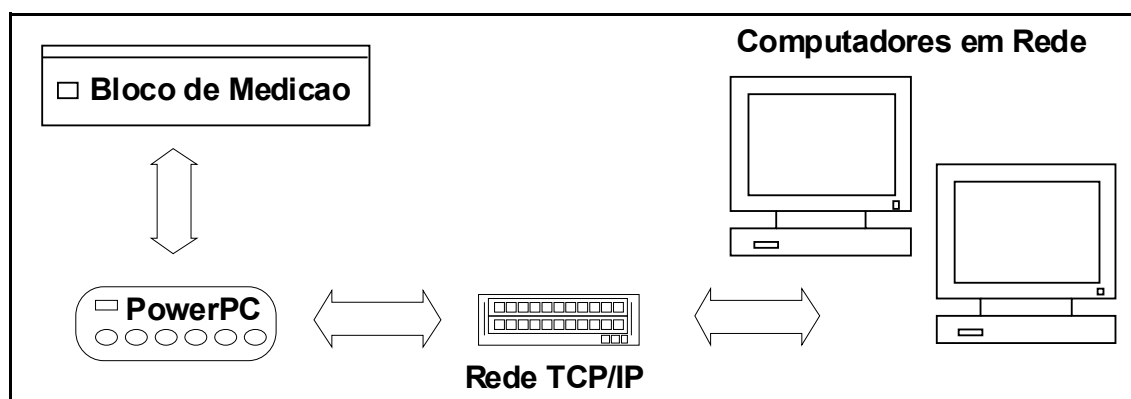 Computadores em Rede
Bloco de Medicao
PowerPC
Rede TCP/IP